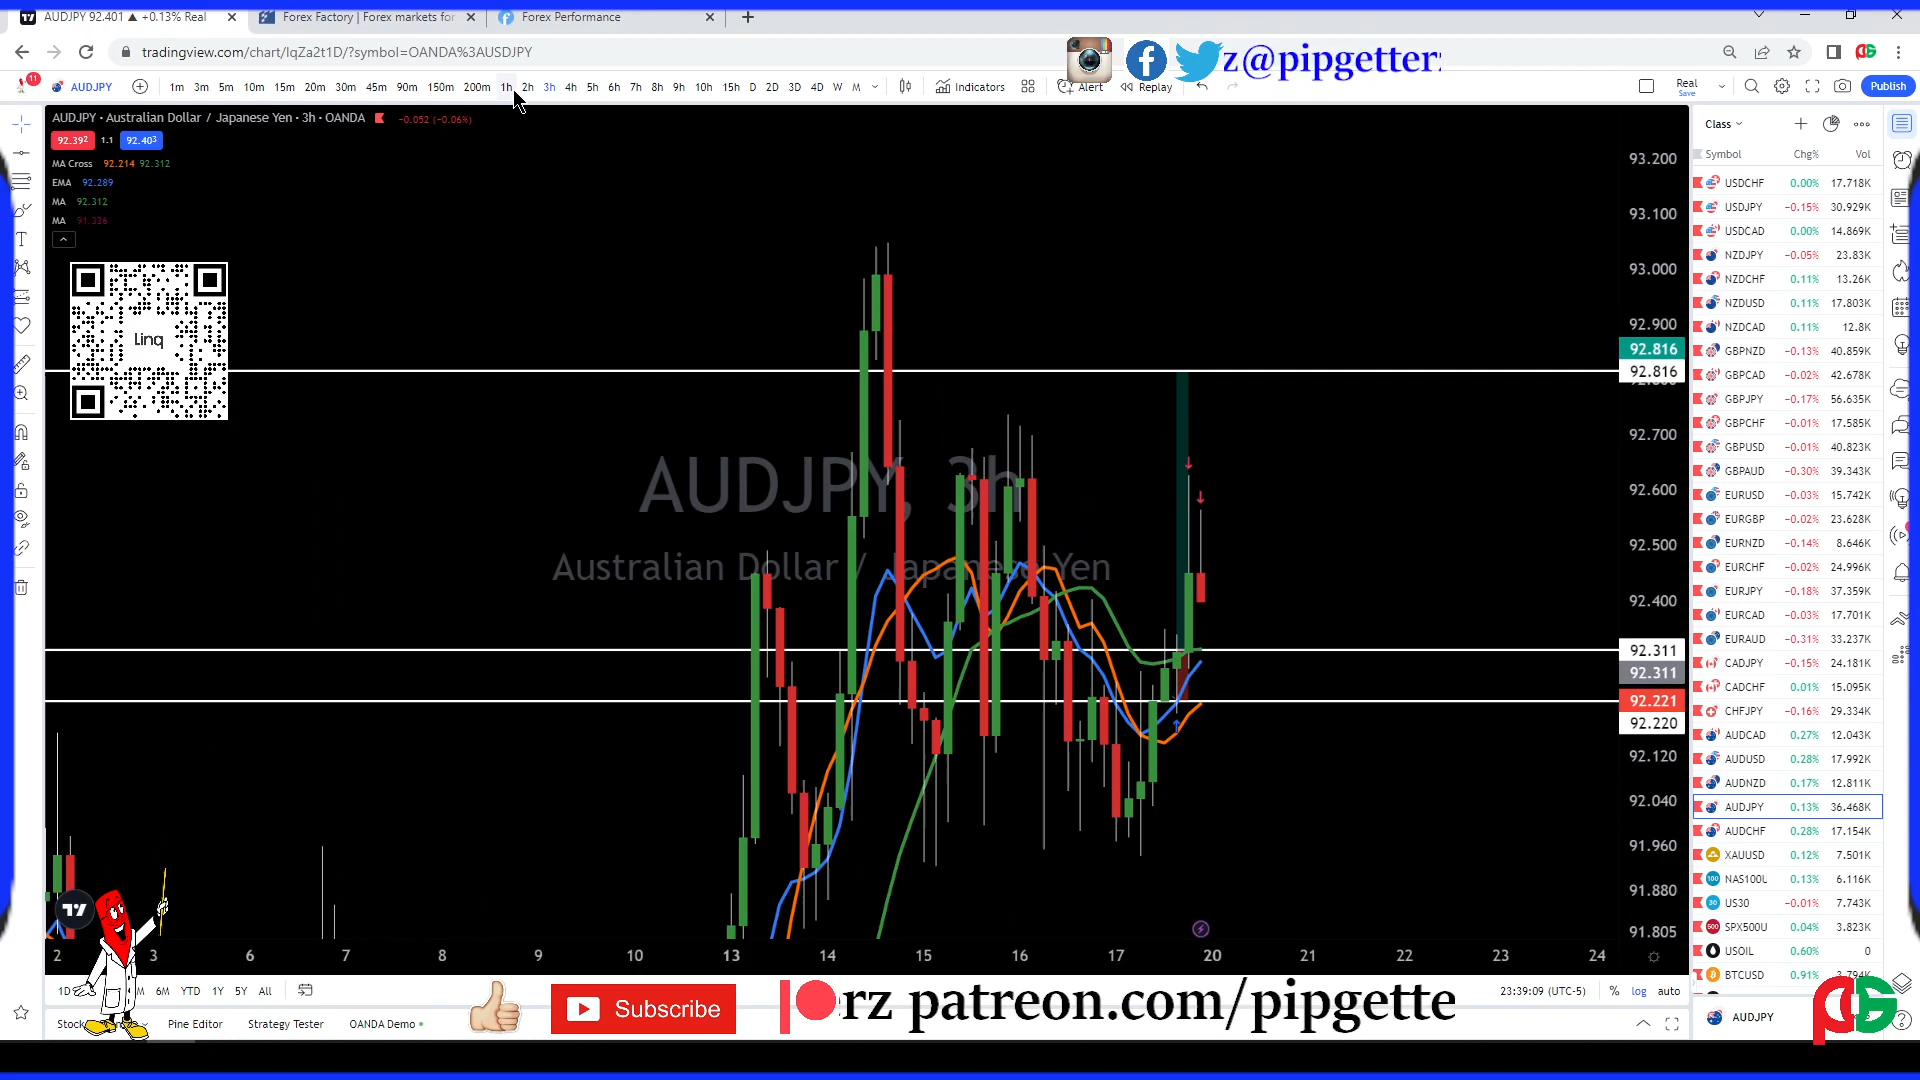 AUDJPY 92.401 ▲ +0.13% Real
Forex Factory | Forex markets for
Forex Performance
tradingview.com/chart/IqZa2t1D/?symbol=OANDA%3AUSDJPY
z@pipgetter
11
AUDJPY
1m 3m 5m 10m 15m 20m 30m 45m 90m 150m 200m 1h 2h 3h 4h 5h 6h 7h 8h 9h 10h 15h D 2D 3D 4D W M
Indicators
Alert
Replay
Real
Save
Publish
AUDJPY · Australian Dollar / Japanese Yen · 3h · OANDA
−0.052 (−0.06%)
92.392 1.1 92.403
MA Cross 92.214 92.312
EMA 92.289
MA 92.312
MA 91.336
Linq
AUDJPY, 3h
Australian Dollar / Japanese Yen
93.200
93.100
93.000
92.900
92.816
92.816
92.700
92.600
92.500
92.400
92.311
92.311
92.221
92.220
92.120
92.040
91.960
91.880
91.805
2 3 6 7 8 9 10 13 14 15 16 17 20 21 22 23 24
Class
Symbol Chg% Vol
USDCHF 0.00% 17.718K
USDJPY −0.15% 30.929K
USDCAD 0.00% 14.869K
NZDJPY −0.05% 23.83K
NZDCHF 0.11% 13.26K
NZDUSD 0.11% 17.803K
NZDCAD 0.11% 12.8K
GBPNZD −0.13% 40.859K
GBPCAD −0.02% 42.678K
GBPJPY −0.17% 56.635K
GBPCHF −0.01% 17.585K
GBPUSD −0.01% 40.823K
GBPAUD −0.30% 39.343K
EURUSD −0.03% 15.742K
EURGBP −0.02% 23.628K
EURNZD −0.14% 8.646K
EURCHF −0.02% 24.996K
EURJPY −0.18% 37.359K
EURCAD −0.03% 17.701K
EURAUD −0.31% 33.237K
CADJPY −0.15% 24.181K
CADCHF 0.01% 15.095K
CHFJPY −0.16% 29.334K
AUDCAD 0.27% 12.043K
AUDUSD 0.28% 17.992K
AUDNZD 0.17% 12.811K
AUDJPY 0.13% 36.468K
AUDCHF 0.28% 17.154K
XAUUSD 0.12% 7.501K
NAS100U 0.13% 6.116K
US30 −0.01% 7.743K
SPX500U 0.04% 3.823K
USOIL 0.60% 0
BTCUSD 0.91% 3.794K
AUDJPY
1D M 6M YTD 1Y 5Y All
23:39:09 (UTC-5) % log auto
Stock Pine Editor Strategy Tester OANDA Demo
Subscribe
rz patreon.com/pipgette
PG